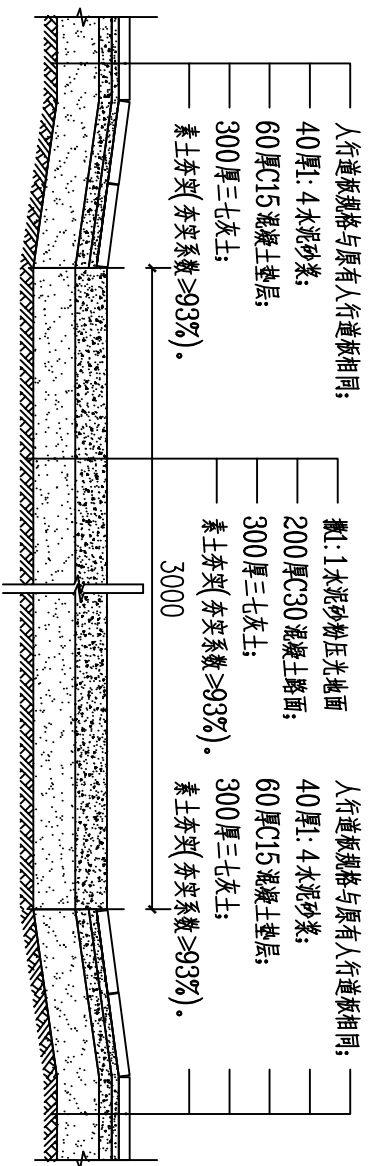 人行道板规格与原有人行道板相同;
40厚1:4水泥砂浆;
60厚C15混凝土垫层;
300厚三七灰土;
素土夯实(夯实系数>93%)。
撒1:1水泥砂粉压光地面
200厚C30混凝土路面;
300厚三七灰土;
素土夯实(夯实系数>93%)。
人行道板规格与原有人行道板相同;
40厚1:4水泥砂浆;
60厚C15混凝土垫层;
300厚三七灰土;
素土夯实(夯实系数>93%)。
3000